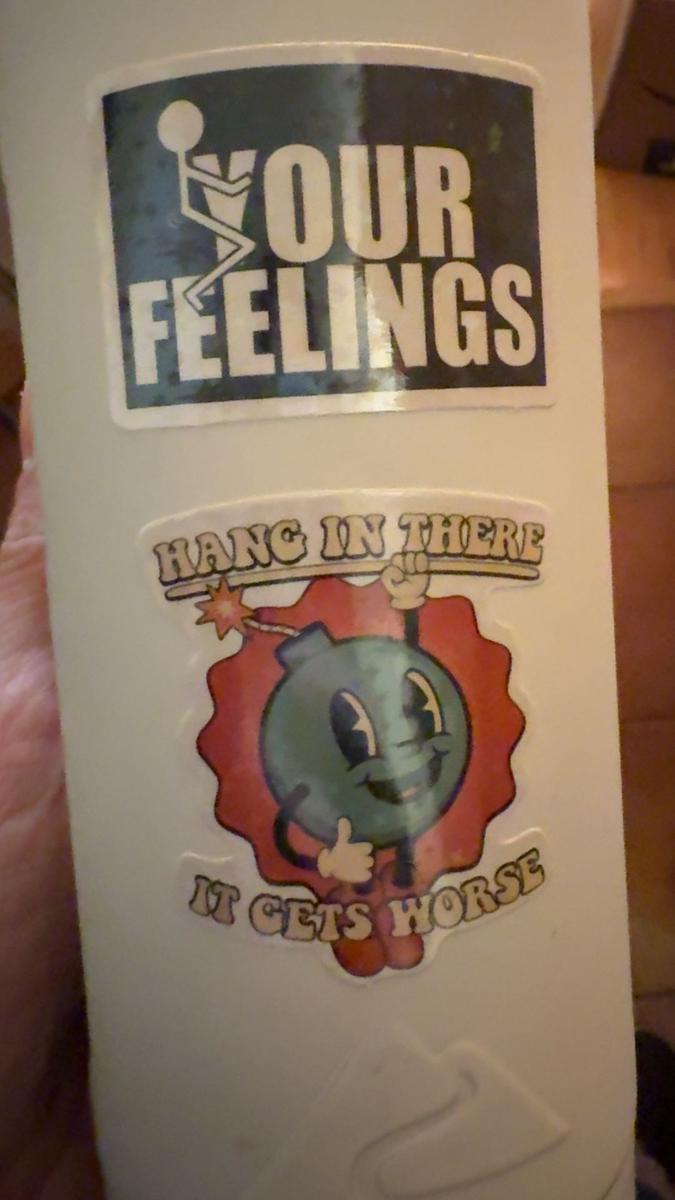 YOUR
FEELINGS
HANG IN THERE
IT GETS WORSE